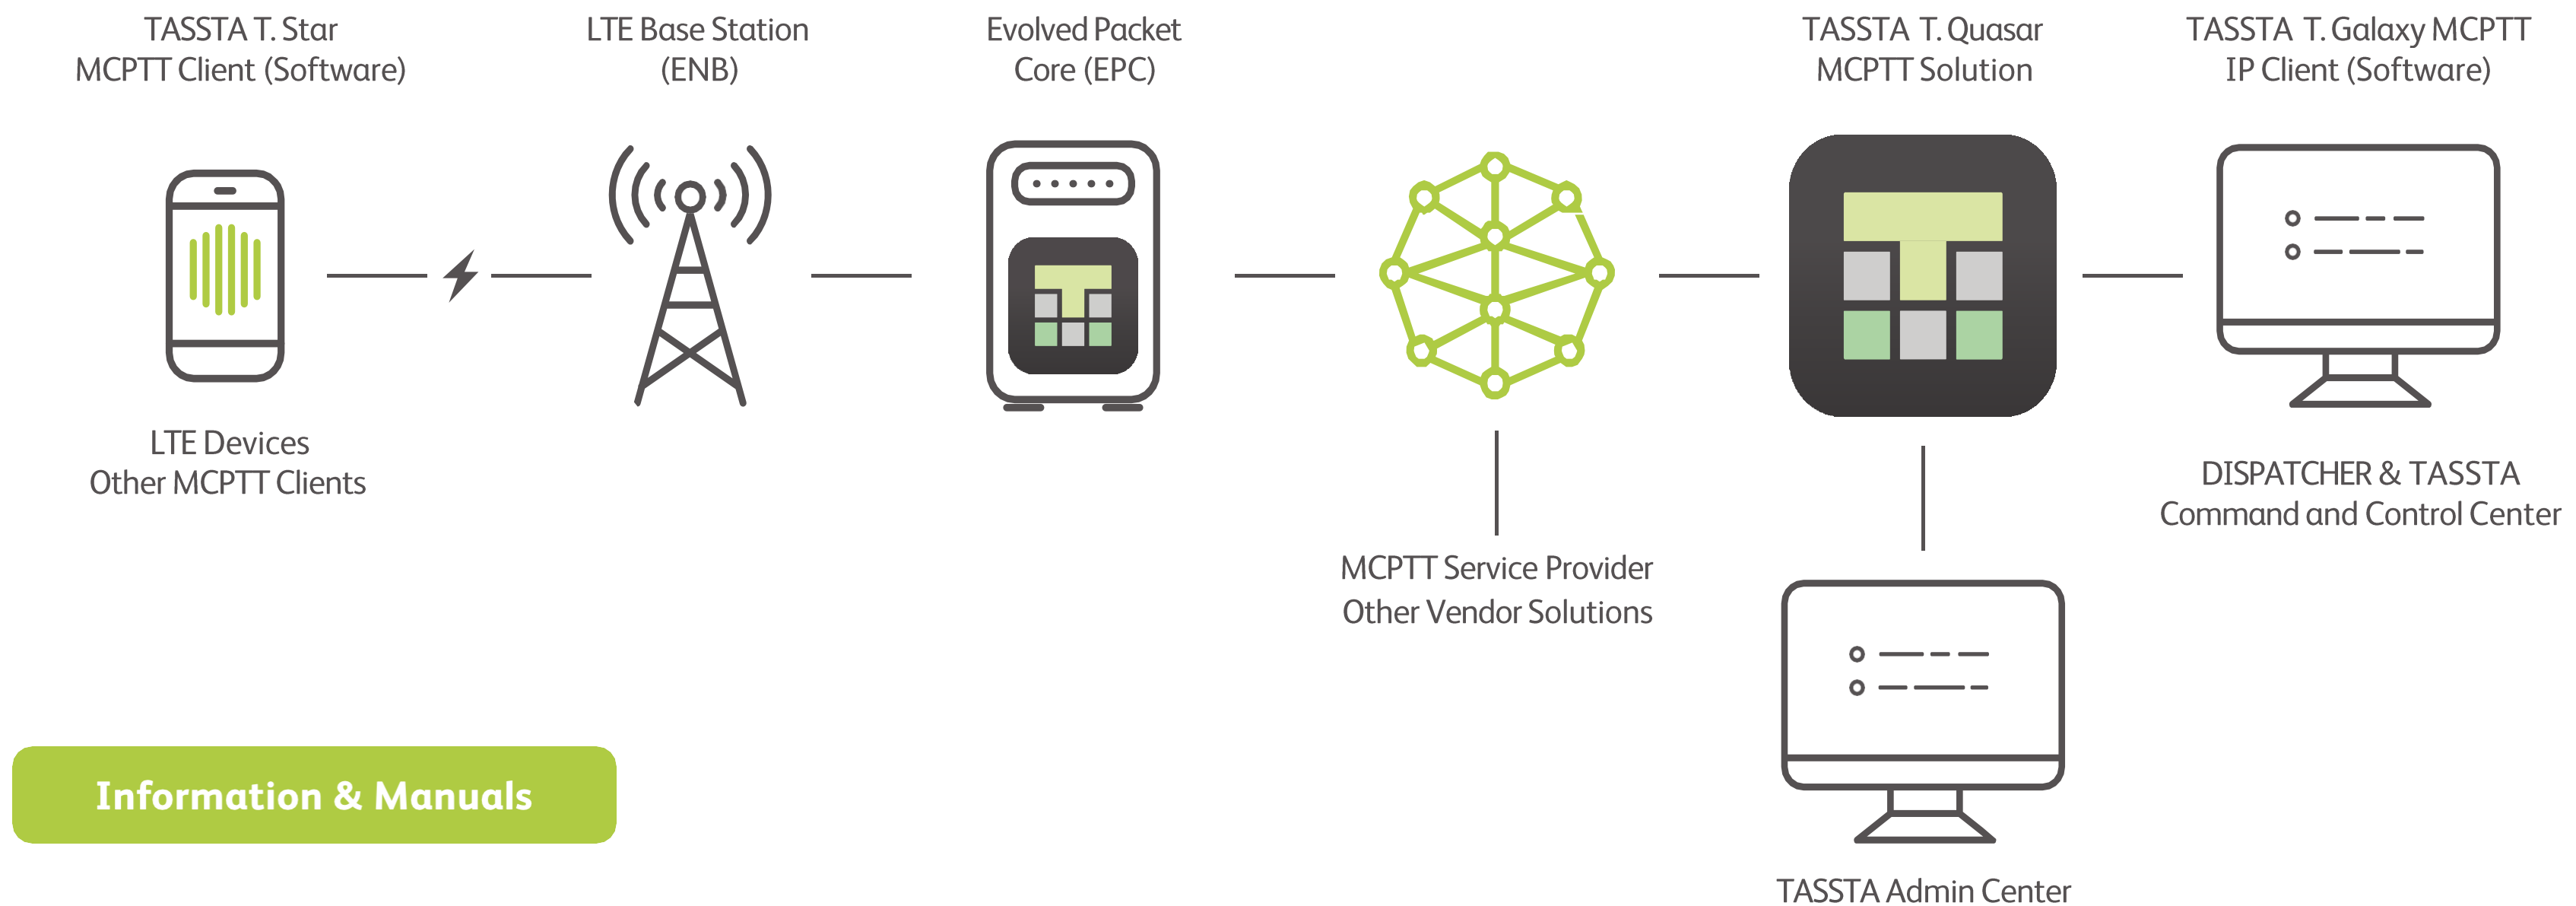 TASSTA T. Star
MCPTT Client (Software)
LTE Base Station
(ENB)
Evolved Packet
Core (EPC)
TASSTA T. Quasar
MCPTT Solution
TASSTA T. Galaxy MCPTT
IP Client (Software)
LTE Devices
Other MCPTT Clients
DISPATCHER & TASSTA
Command and Control Center
MCPTT Service Provider
Other Vendor Solutions
Information & Manuals
TASSTA Admin Center